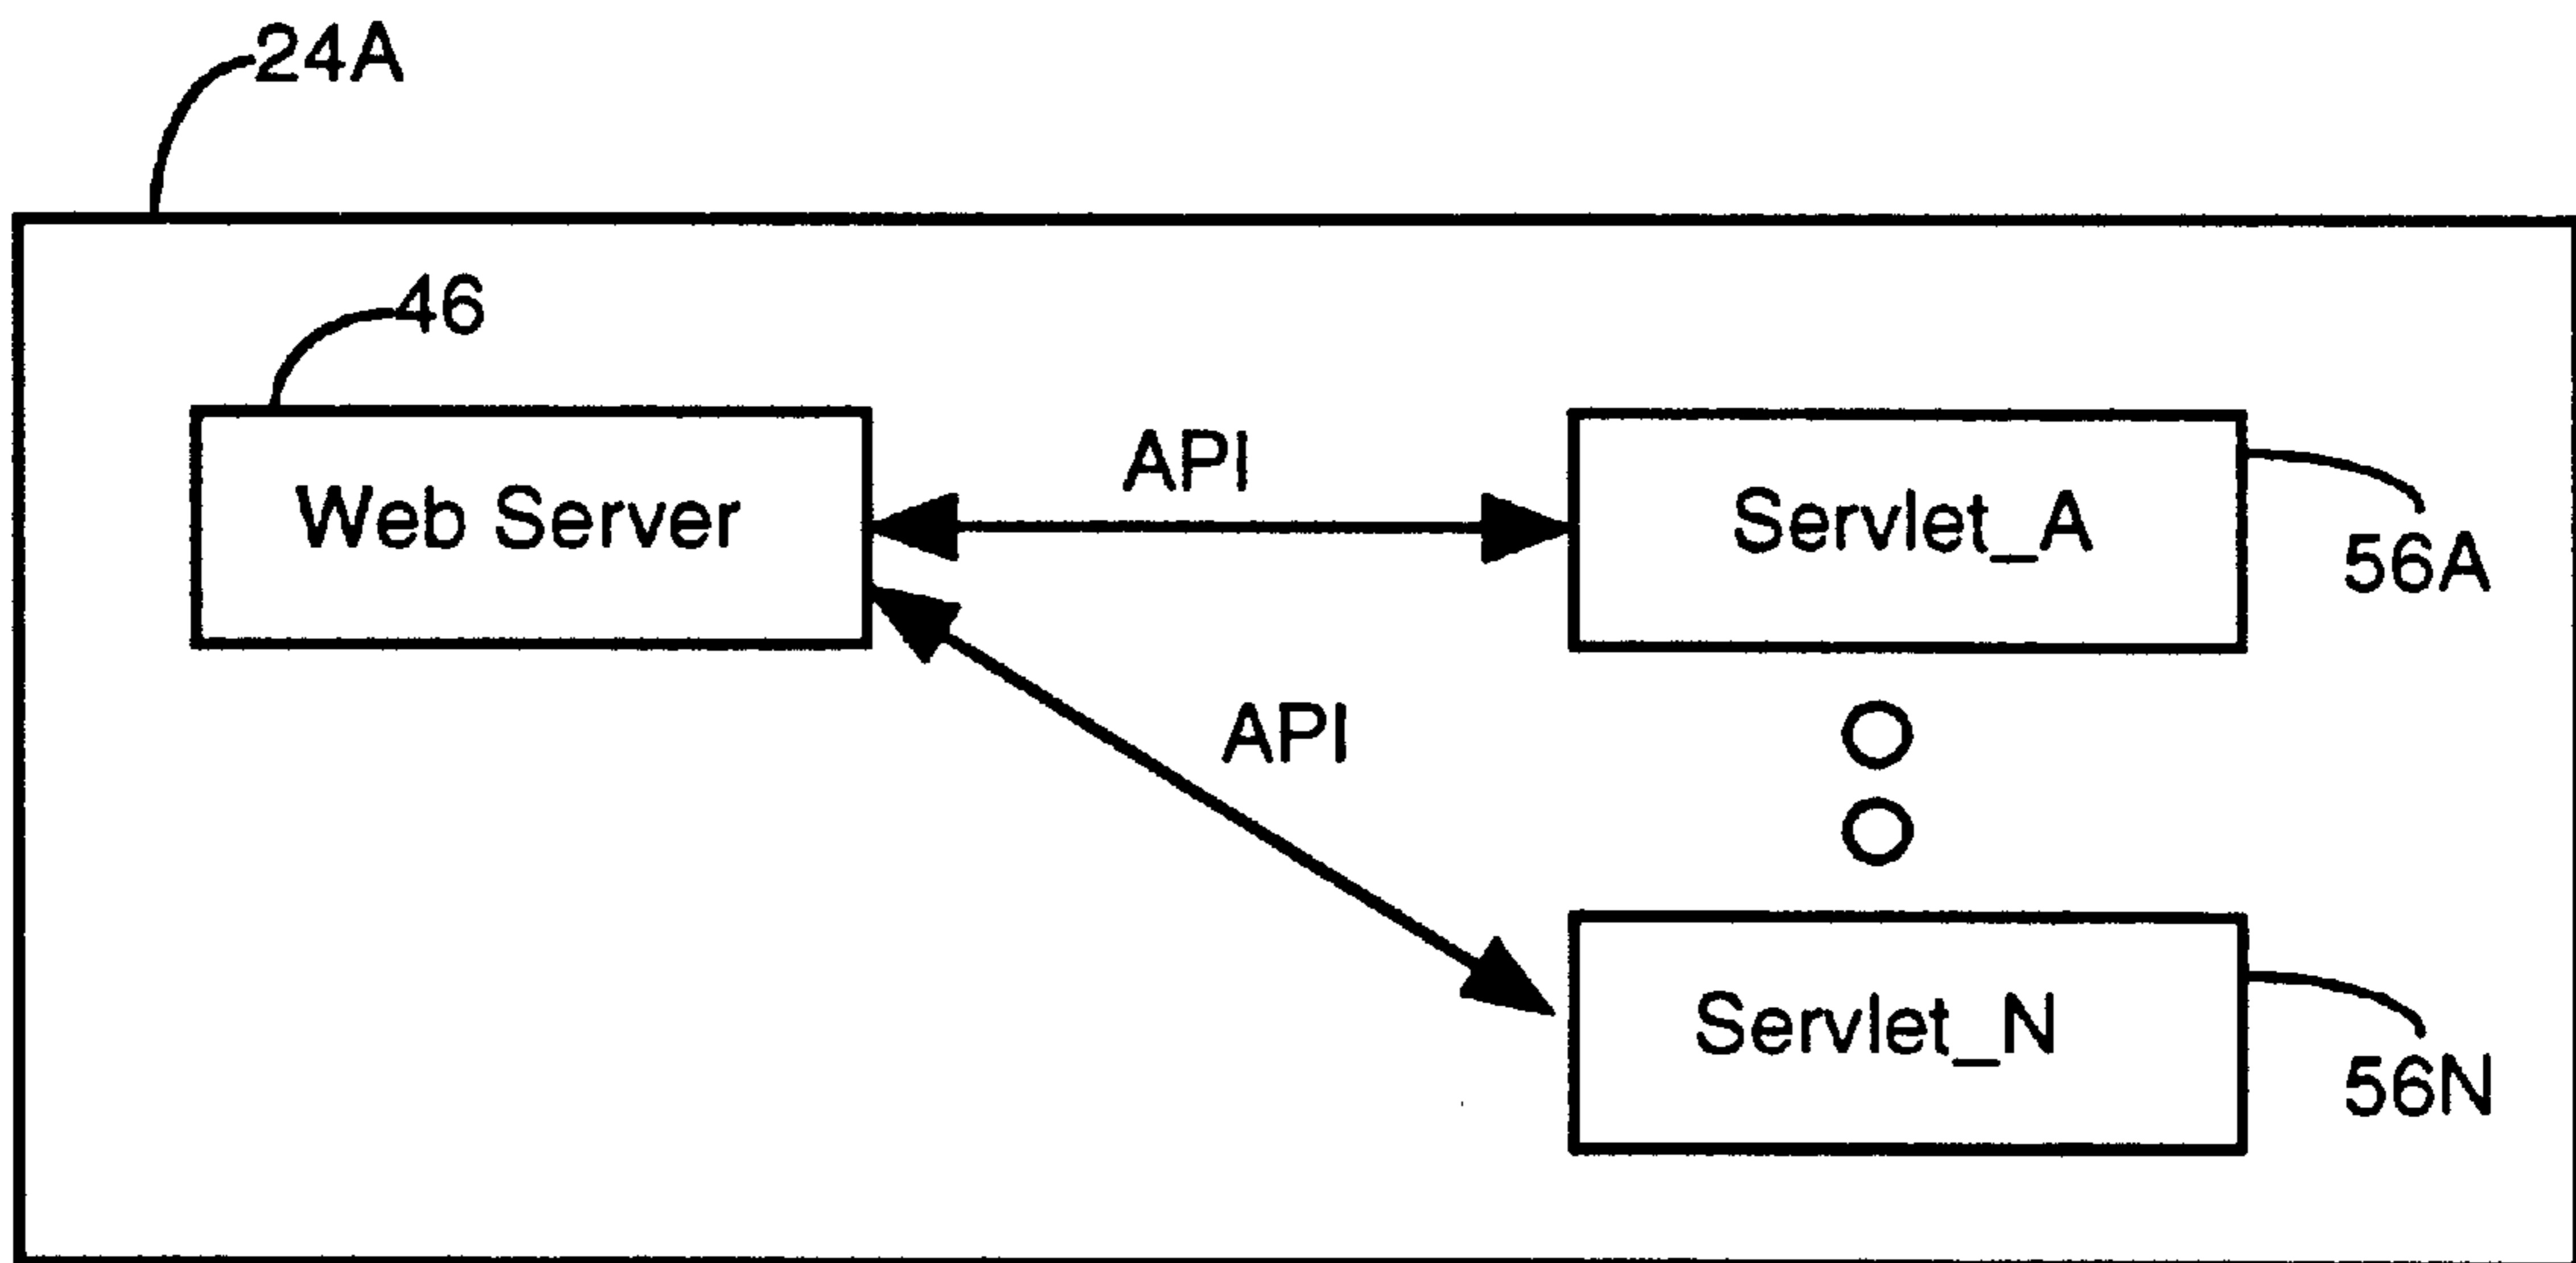 24A
46
Web Server
API
Servlet_A
56A
API
Servlet_N
56N